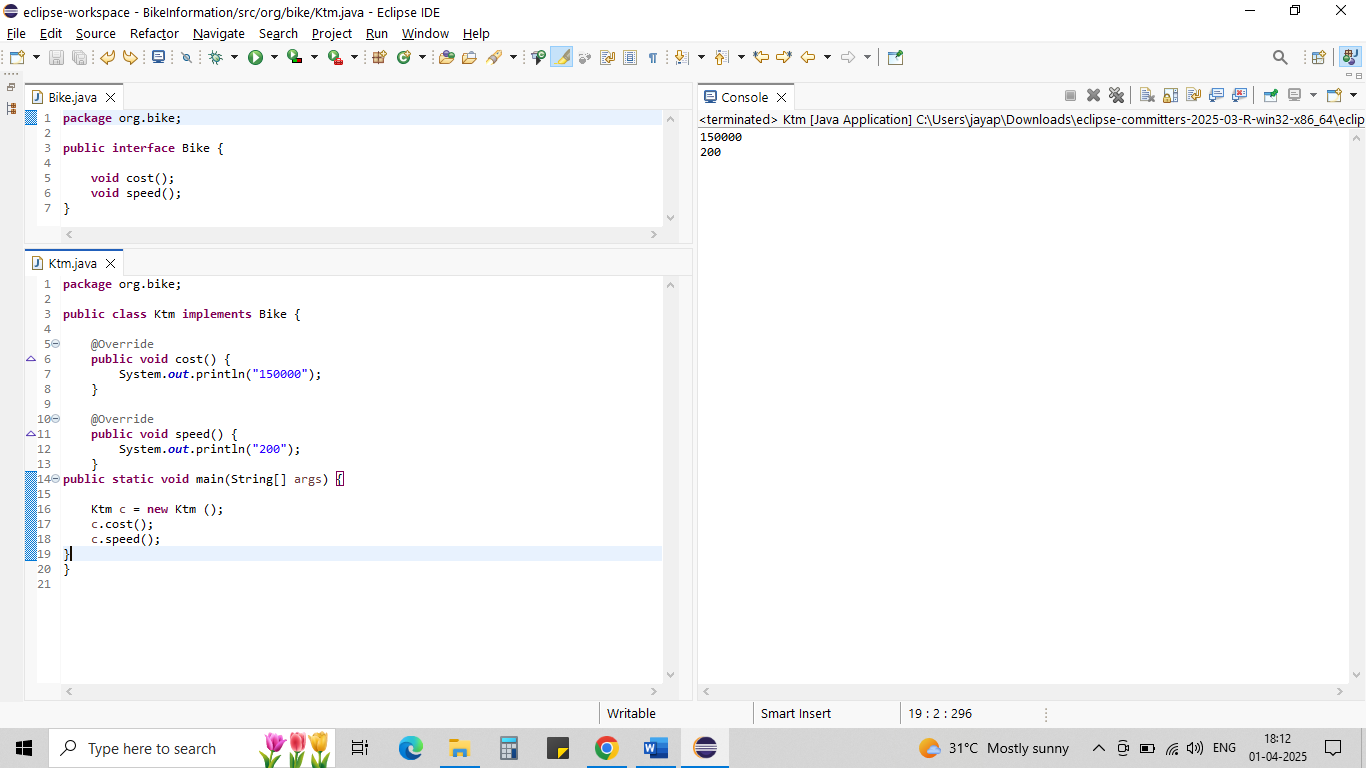 eclipse-workspace - BikeInformation/src/org/bike/Ktm.java - Eclipse IDE
File Edit Source Refactor Navigate Search Project Run Window Help
Bike.java
1 package org.bike;
2
3 public interface Bike {
4
5 void cost();
6 void speed();
7 }
Ktm.java
1 package org.bike;
2
3 public class Ktm implements Bike {
4
5 @Override
6 public void cost() {
7 System.out.println("150000");
8 }
9
10 @Override
11 public void speed() {
12 System.out.println("200");
13 }
14 public static void main(String[] args) {
15
16 Ktm c = new Ktm ();
17 c.cost();
18 c.speed();
19 }
20 }
21
Console
<terminated> Ktm [Java Application] C:\Users\jayap\Downloads\eclipse-committers-2025-03-R-win32-x86_64\eclip
150000
200
Writable Smart Insert 19 : 2 : 296
Type here to search 31°C Mostly sunny ENG 18:12
01-04-2025